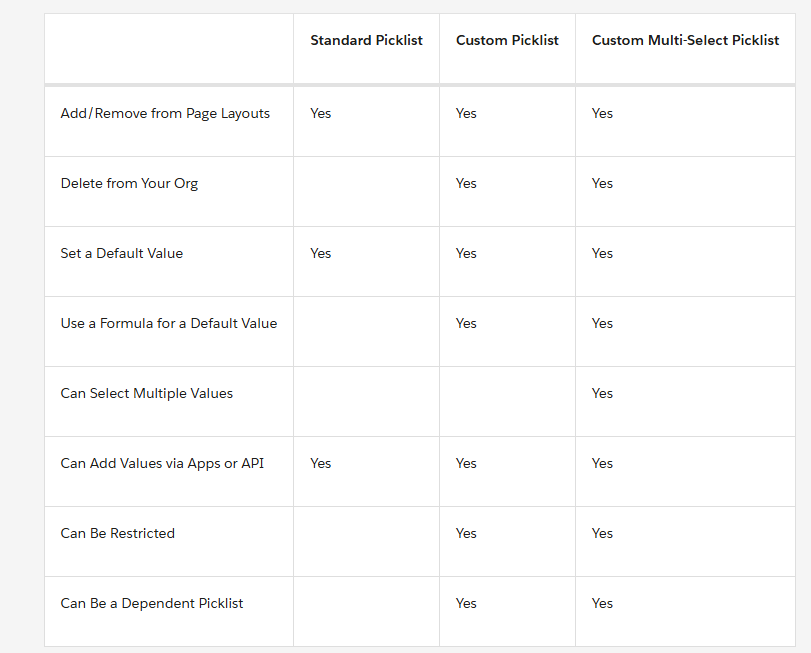 Standard Picklist Custom Picklist Custom Multi-Select Picklist
Add/Remove from Page Layouts Yes Yes Yes
Delete from Your Org Yes Yes
Set a Default Value Yes Yes Yes
Use a Formula for a Default Value Yes Yes
Can Select Multiple Values Yes
Can Add Values via Apps or API Yes Yes Yes
Can Be Restricted Yes Yes
Can Be a Dependent Picklist Yes Yes